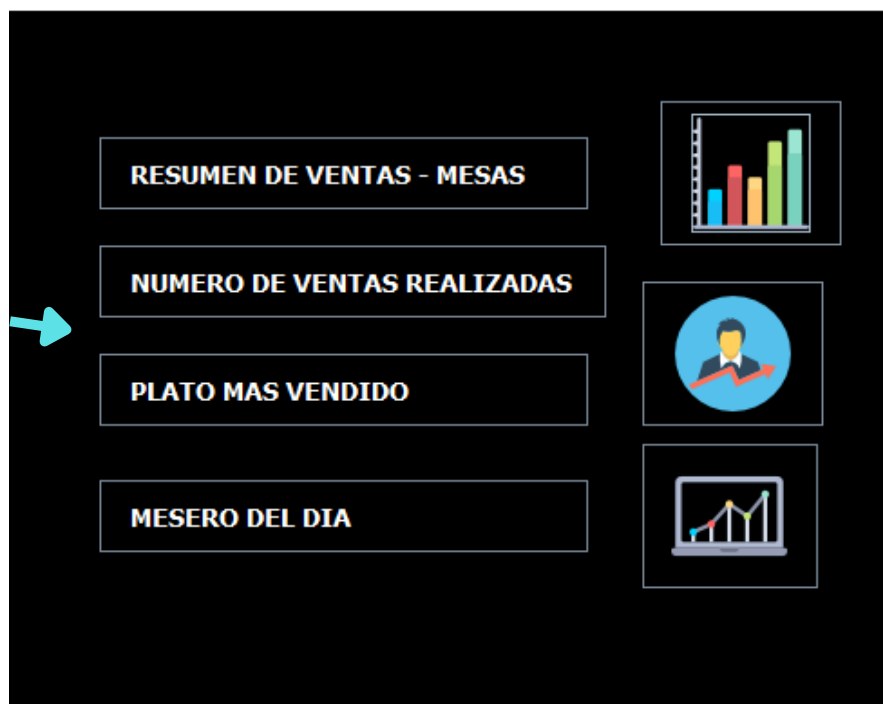 RESUMEN DE VENTAS - MESAS
NUMERO DE VENTAS REALIZADAS
PLATO MAS VENDIDO
MESERO DEL DIA